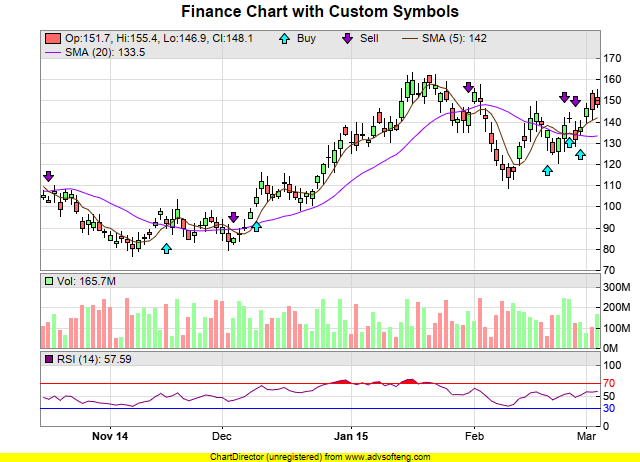 Finance Chart with Custom Symbols
Op:151.7, Hi:155.4, Lo:146.9, Cl:148.1 Buy Sell SMA (5): 142
SMA (20): 133.5
170
160
150
140
130
120
110
100
90
80
70
Vol: 165.7M
300M
200M
100M
0M
RSI (14): 57.59
100
70
50
30
0
Nov 14 Dec Jan 15 Feb Mar
ChartDirector (unregistered) from www.advsofteng.com